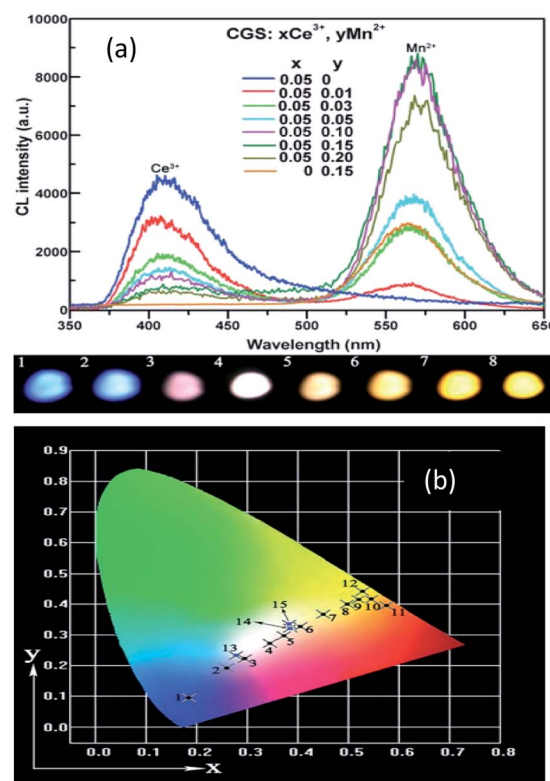 (a)
CGS: xCe³⁺, yMn²⁺
x y
0.05 0
0.05 0.01
0.05 0.03
0.05 0.05
0.05 0.10
0.05 0.15
0.05 0.20
0 0.15
Ce³⁺
Mn²⁺
CL intensity (a.u.)
10000
8000
6000
4000
2000
0
350 400 450 500 550 600 650
Wavelength (nm)
1 2 3 4 5 6 7 8
(b)
0.9
0.8
0.7
0.6
0.5
0.4
0.3
0.2
0.1
0.0
y
12
15
14
13
1 2 3 4 5 6 7 8 9 10 11
0.0 0.1 0.2 0.3 0.4 0.5 0.6 0.7 0.8
x